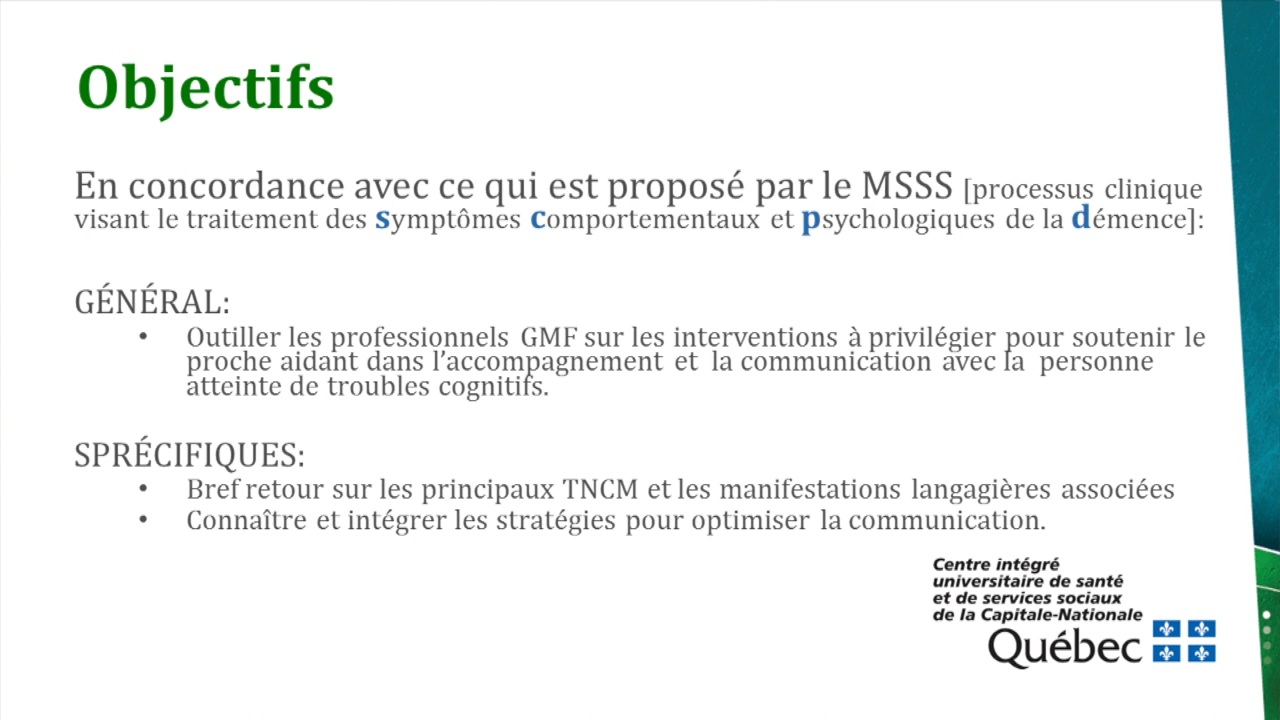 Objectifs
En concordance avec ce qui est proposé par le MSSS [processus clinique
visant le traitement des symptômes comportementaux et psychologiques de la démence]:
GÉNÉRAL:
• Outiller les professionnels GMF sur les interventions à privilégier pour soutenir le
proche aidant dans l’accompagnement et la communication avec la personne
atteinte de troubles cognitifs.
SPRÉCIFIQUES:
• Bref retour sur les principaux TNCM et les manifestations langagières associées
• Connaître et intégrer les stratégies pour optimiser la communication.
Centre intégré
universitaire de santé
et de services sociaux
de la Capitale-Nationale
Québec